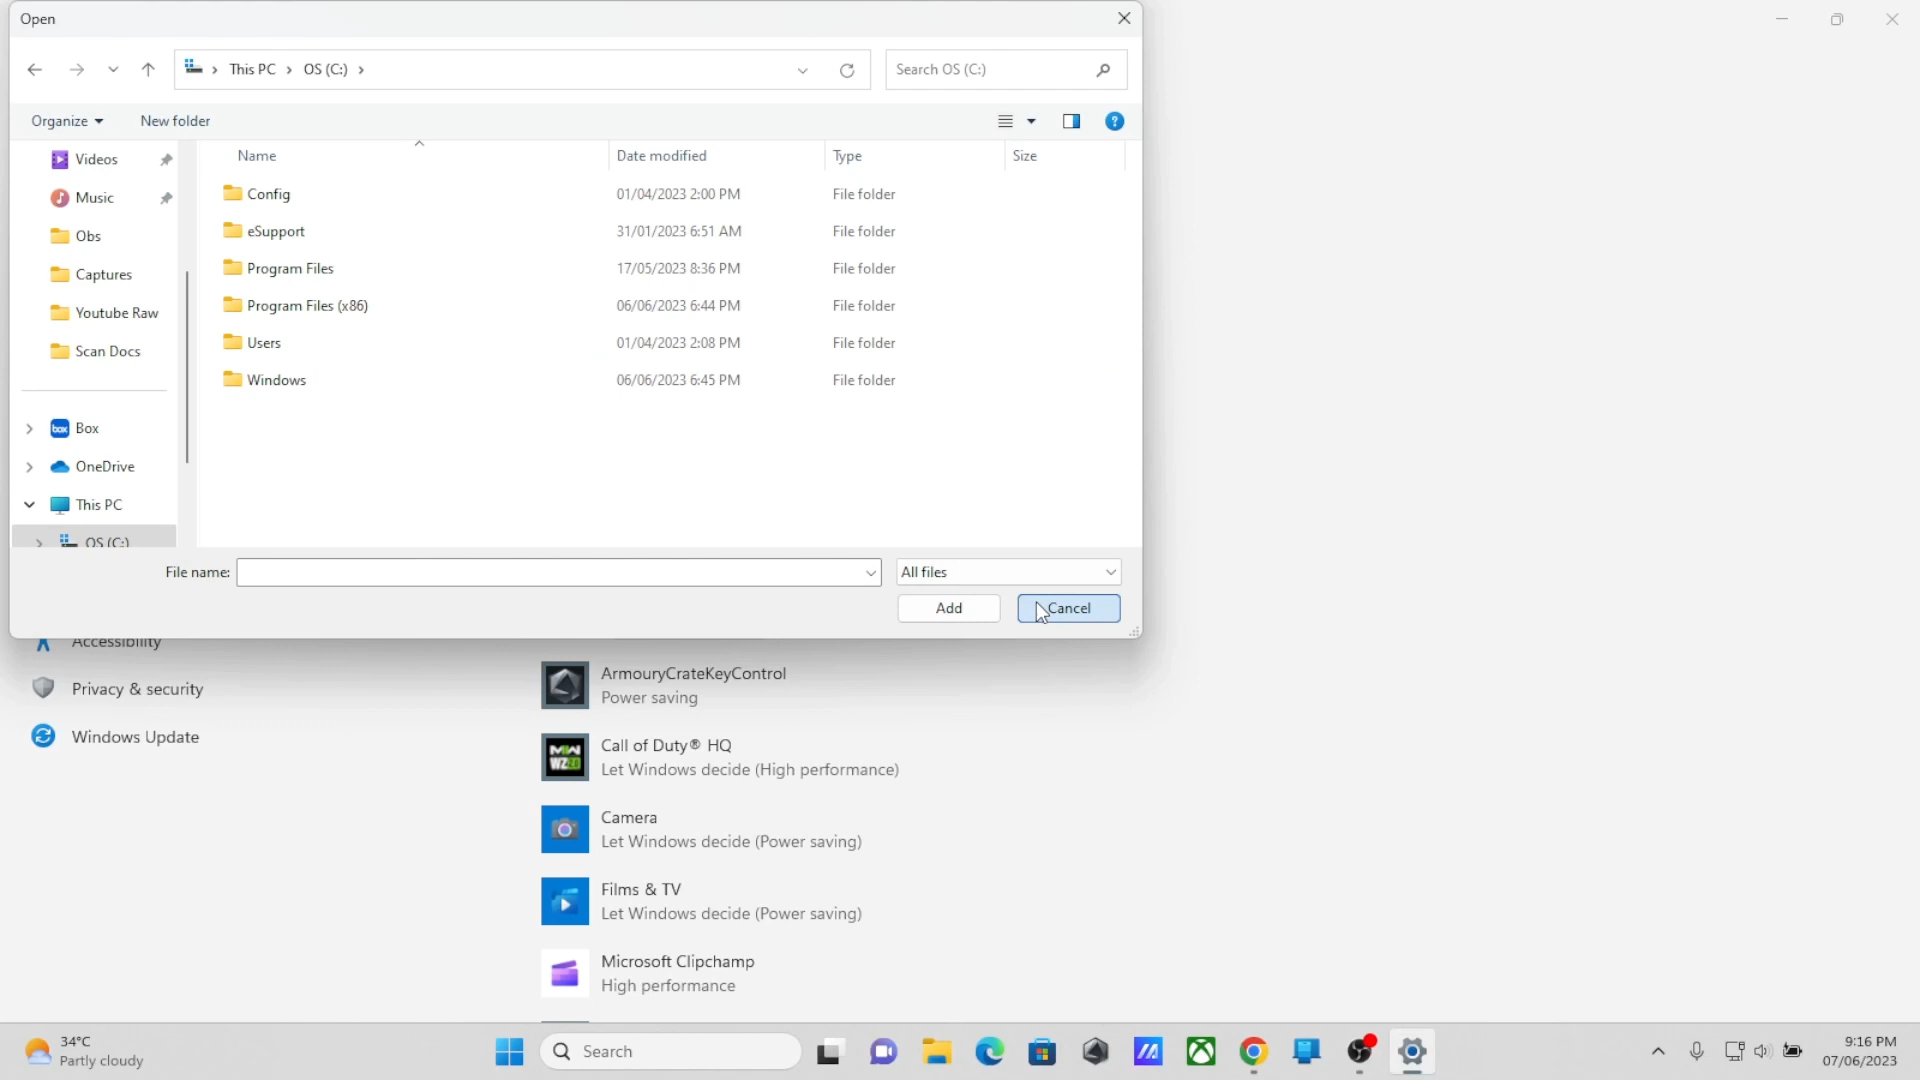 Open
This PC > OS (C:) >
Search OS (C:)
Organize
New folder
Name
Date modified
Type
Size
Videos
Music
Obs
Captures
Youtube Raw
Scan Docs
Box
OneDrive
This PC
OS (C:)
Config 01/04/2023 2:00 PM File folder
eSupport 31/01/2023 6:51 AM File folder
Program Files 17/05/2023 8:36 PM File folder
Program Files (x86) 06/06/2023 6:44 PM File folder
Users 01/04/2023 2:08 PM File folder
Windows 06/06/2023 6:45 PM File folder
File name:
All files
Add
Cancel
Accessibility
Privacy & security
Windows Update
ArmouryCrateKeyControl
Power saving
MW
WZ2.0
Call of Duty® HQ
Let Windows decide (High performance)
Camera
Let Windows decide (Power saving)
Films & TV
Let Windows decide (Power saving)
Microsoft Clipchamp
High performance
34°C
Partly cloudy
Search
9:16 PM
07/06/2023